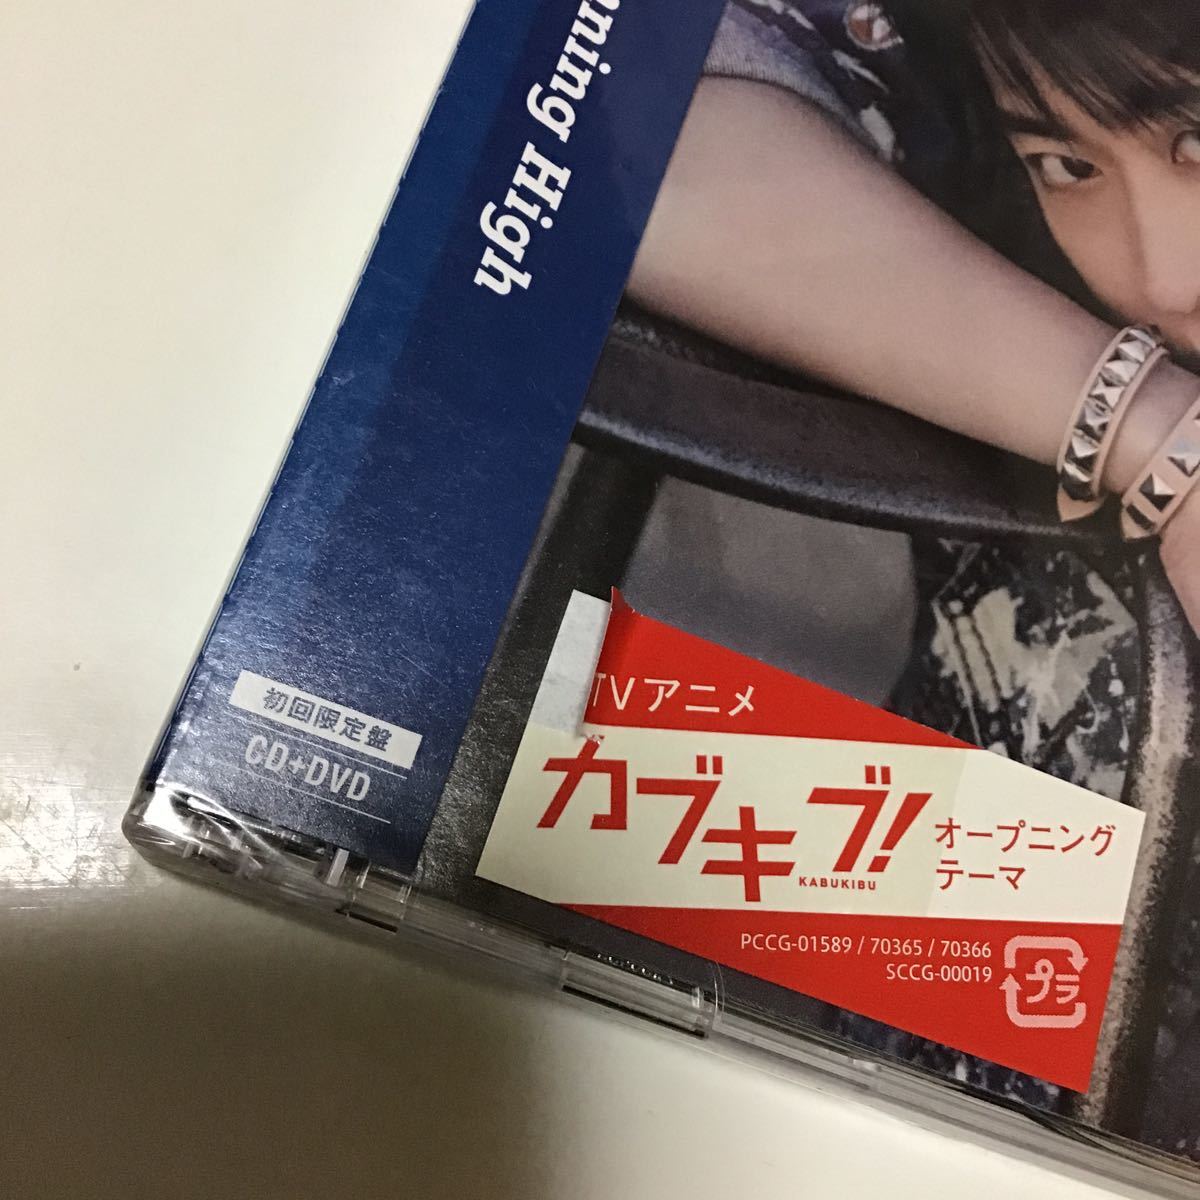 ning High
初回限定盤
CD+DVD
TVアニメ
カブキブ!
KABUKIBU
オープニング
テーマ
PCCG-01589 / 70365 / 70366
SCCG-00019
プラ